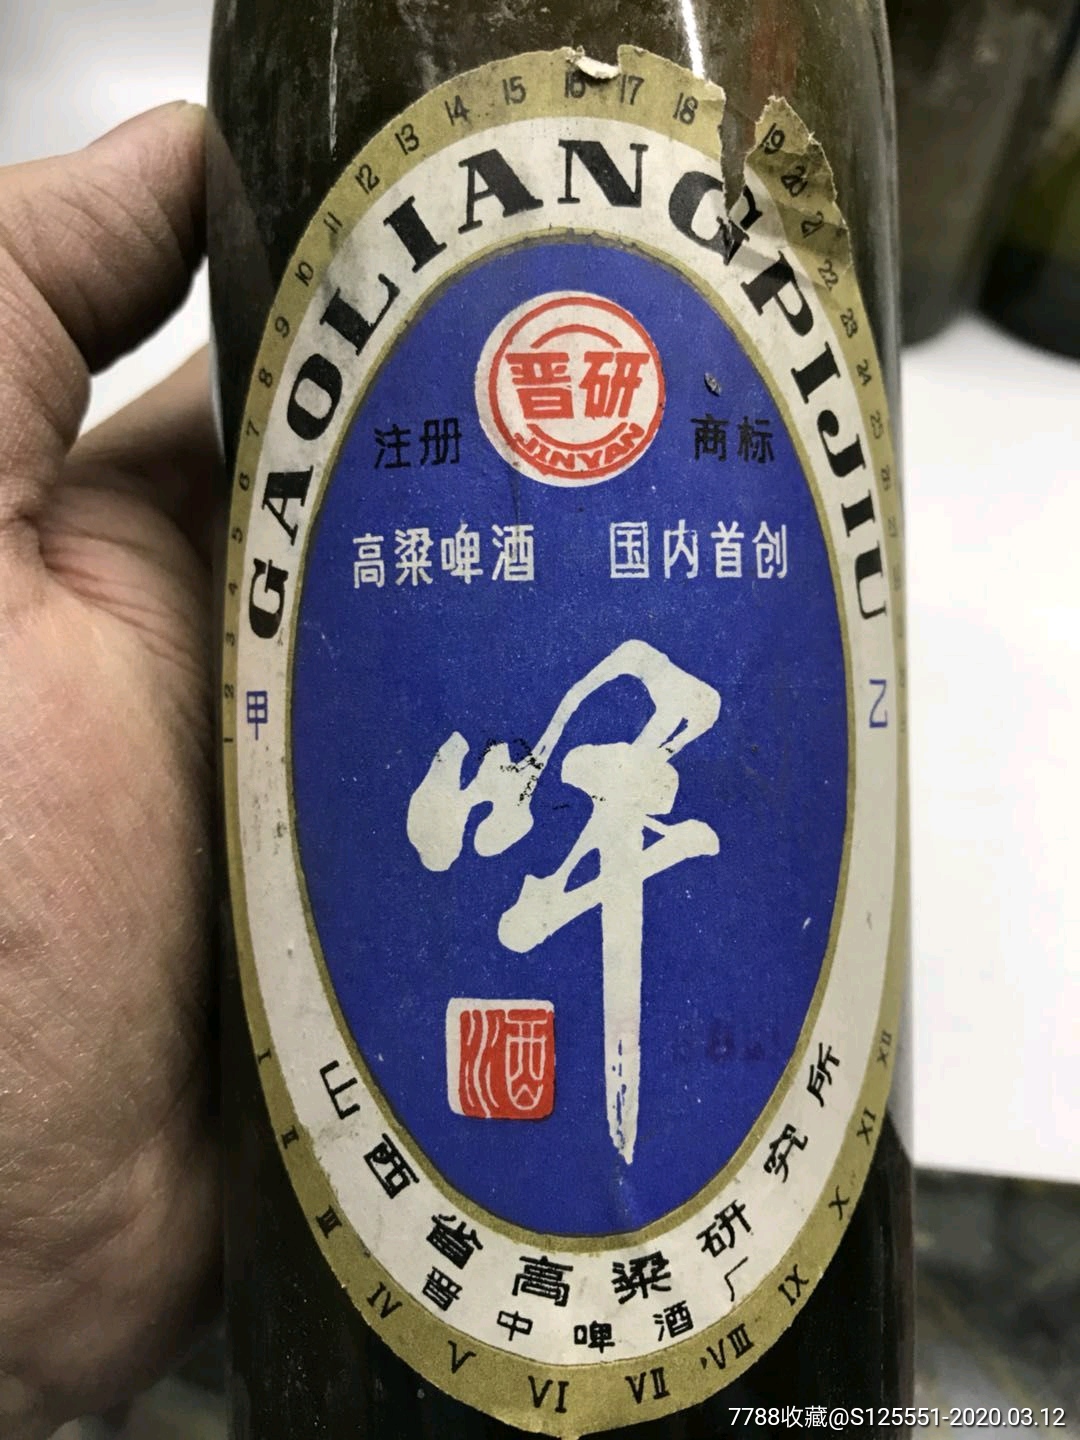 1 2 3 4 5 6 7 8 9 10 11 12 13 14 15 16 17 18 19 20 21 22 23 24 25
GAOLIANG PIJIU
晋研
JINYAN
注册 商标
高粱啤酒 国内首创
甲 乙
啤
酒
山西省高粱研究所
晋中啤酒厂
I II III IV V VI VII VIII IX X XI XII
7788收藏@S125551-2020.03.12